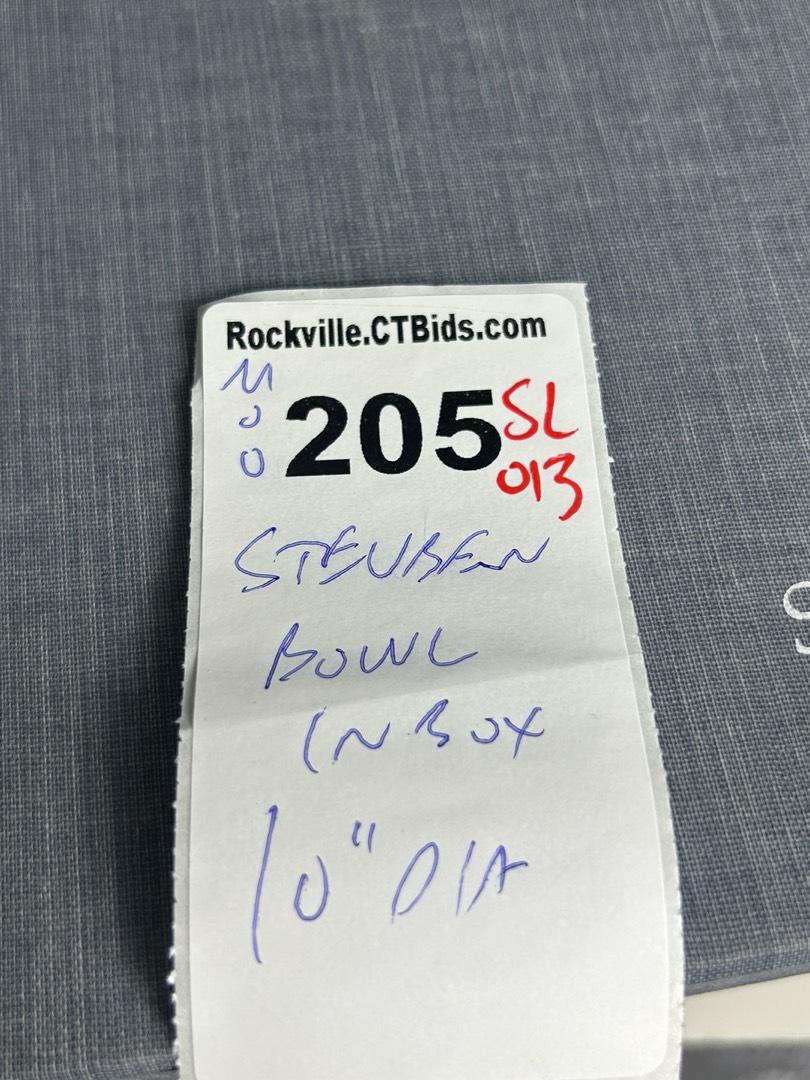 Rockville.CTBids.com
205
SL
013
STEUBEN
BOWL
IN BOX
10" DIA
S